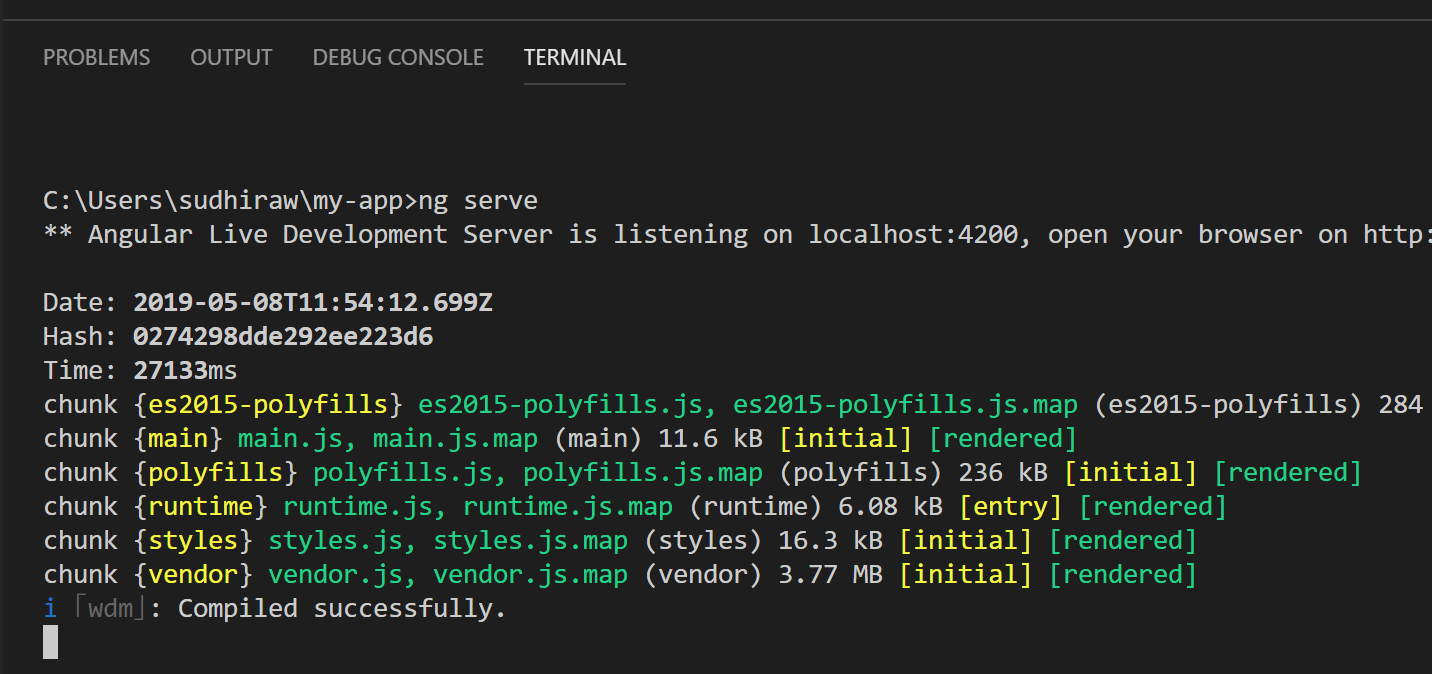 PROBLEMS OUTPUT DEBUG CONSOLE TERMINAL
C:\Users\sudhiraw\my-app>ng serve
** Angular Live Development Server is listening on localhost:4200, open your browser on http:
Date: 2019-05-08T11:54:12.699Z
Hash: 0274298dde292ee223d6
Time: 27133ms
chunk {es2015-polyfills} es2015-polyfills.js, es2015-polyfills.js.map (es2015-polyfills) 284
chunk {main} main.js, main.js.map (main) 11.6 kB [initial] [rendered]
chunk {polyfills} polyfills.js, polyfills.js.map (polyfills) 236 kB [initial] [rendered]
chunk {runtime} runtime.js, runtime.js.map (runtime) 6.08 kB [entry] [rendered]
chunk {styles} styles.js, styles.js.map (styles) 16.3 kB [initial] [rendered]
chunk {vendor} vendor.js, vendor.js.map (vendor) 3.77 MB [initial] [rendered]
i ｢wdm｣: Compiled successfully.